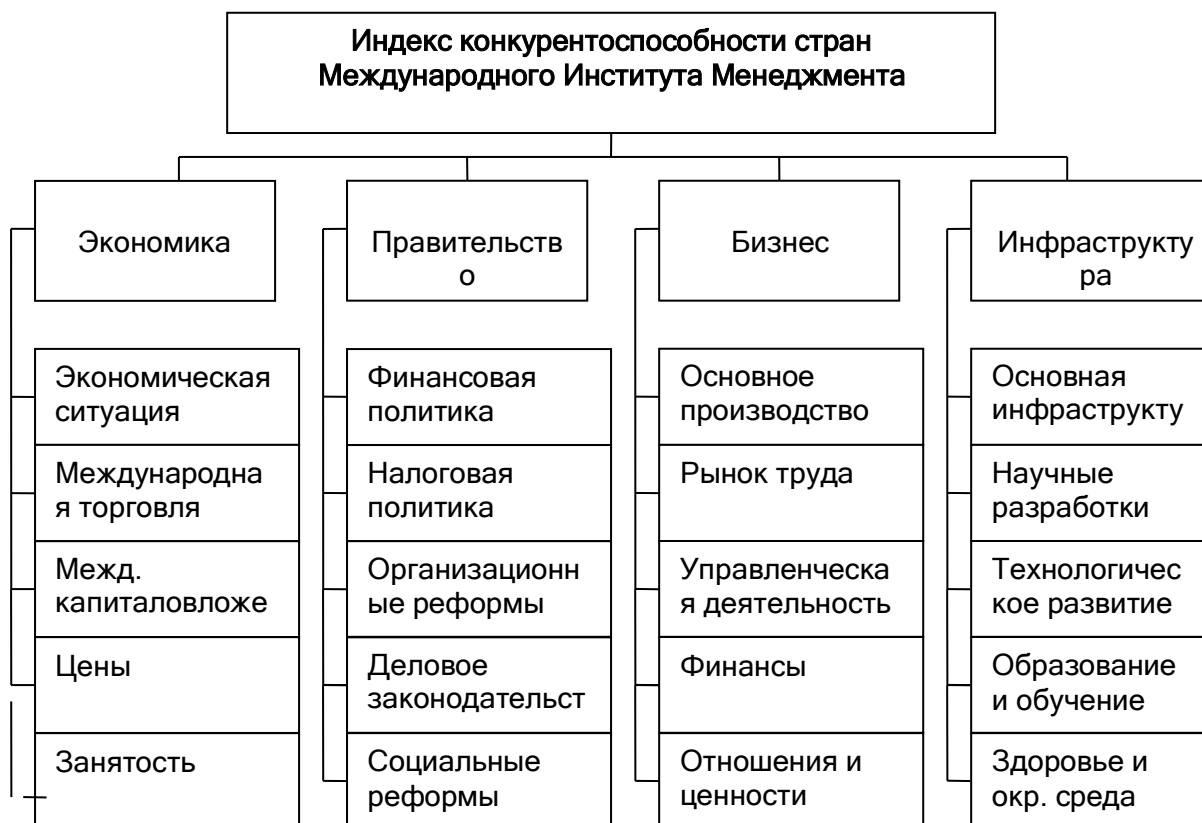 Индекс конкурентоспособности стран
Международного Института Менеджмента
Экономика
Правительств
о
Бизнес
Инфраструкту
ра
Экономическая
ситуация
Международна
я торговля
Межд.
капиталовложе
Цены
Занятость
Финансовая
политика
Налоговая
политика
Организационн
ые реформы
Деловое
законодательст
Социальные
реформы
Основное
производство
Рынок труда
Управленческа
я деятельность
Финансы
Отношения и
ценности
Основная
инфраструкту
Научные
разработки
Технологичес
кое развитие
Образование
и обучение
Здоровье и
окр. среда